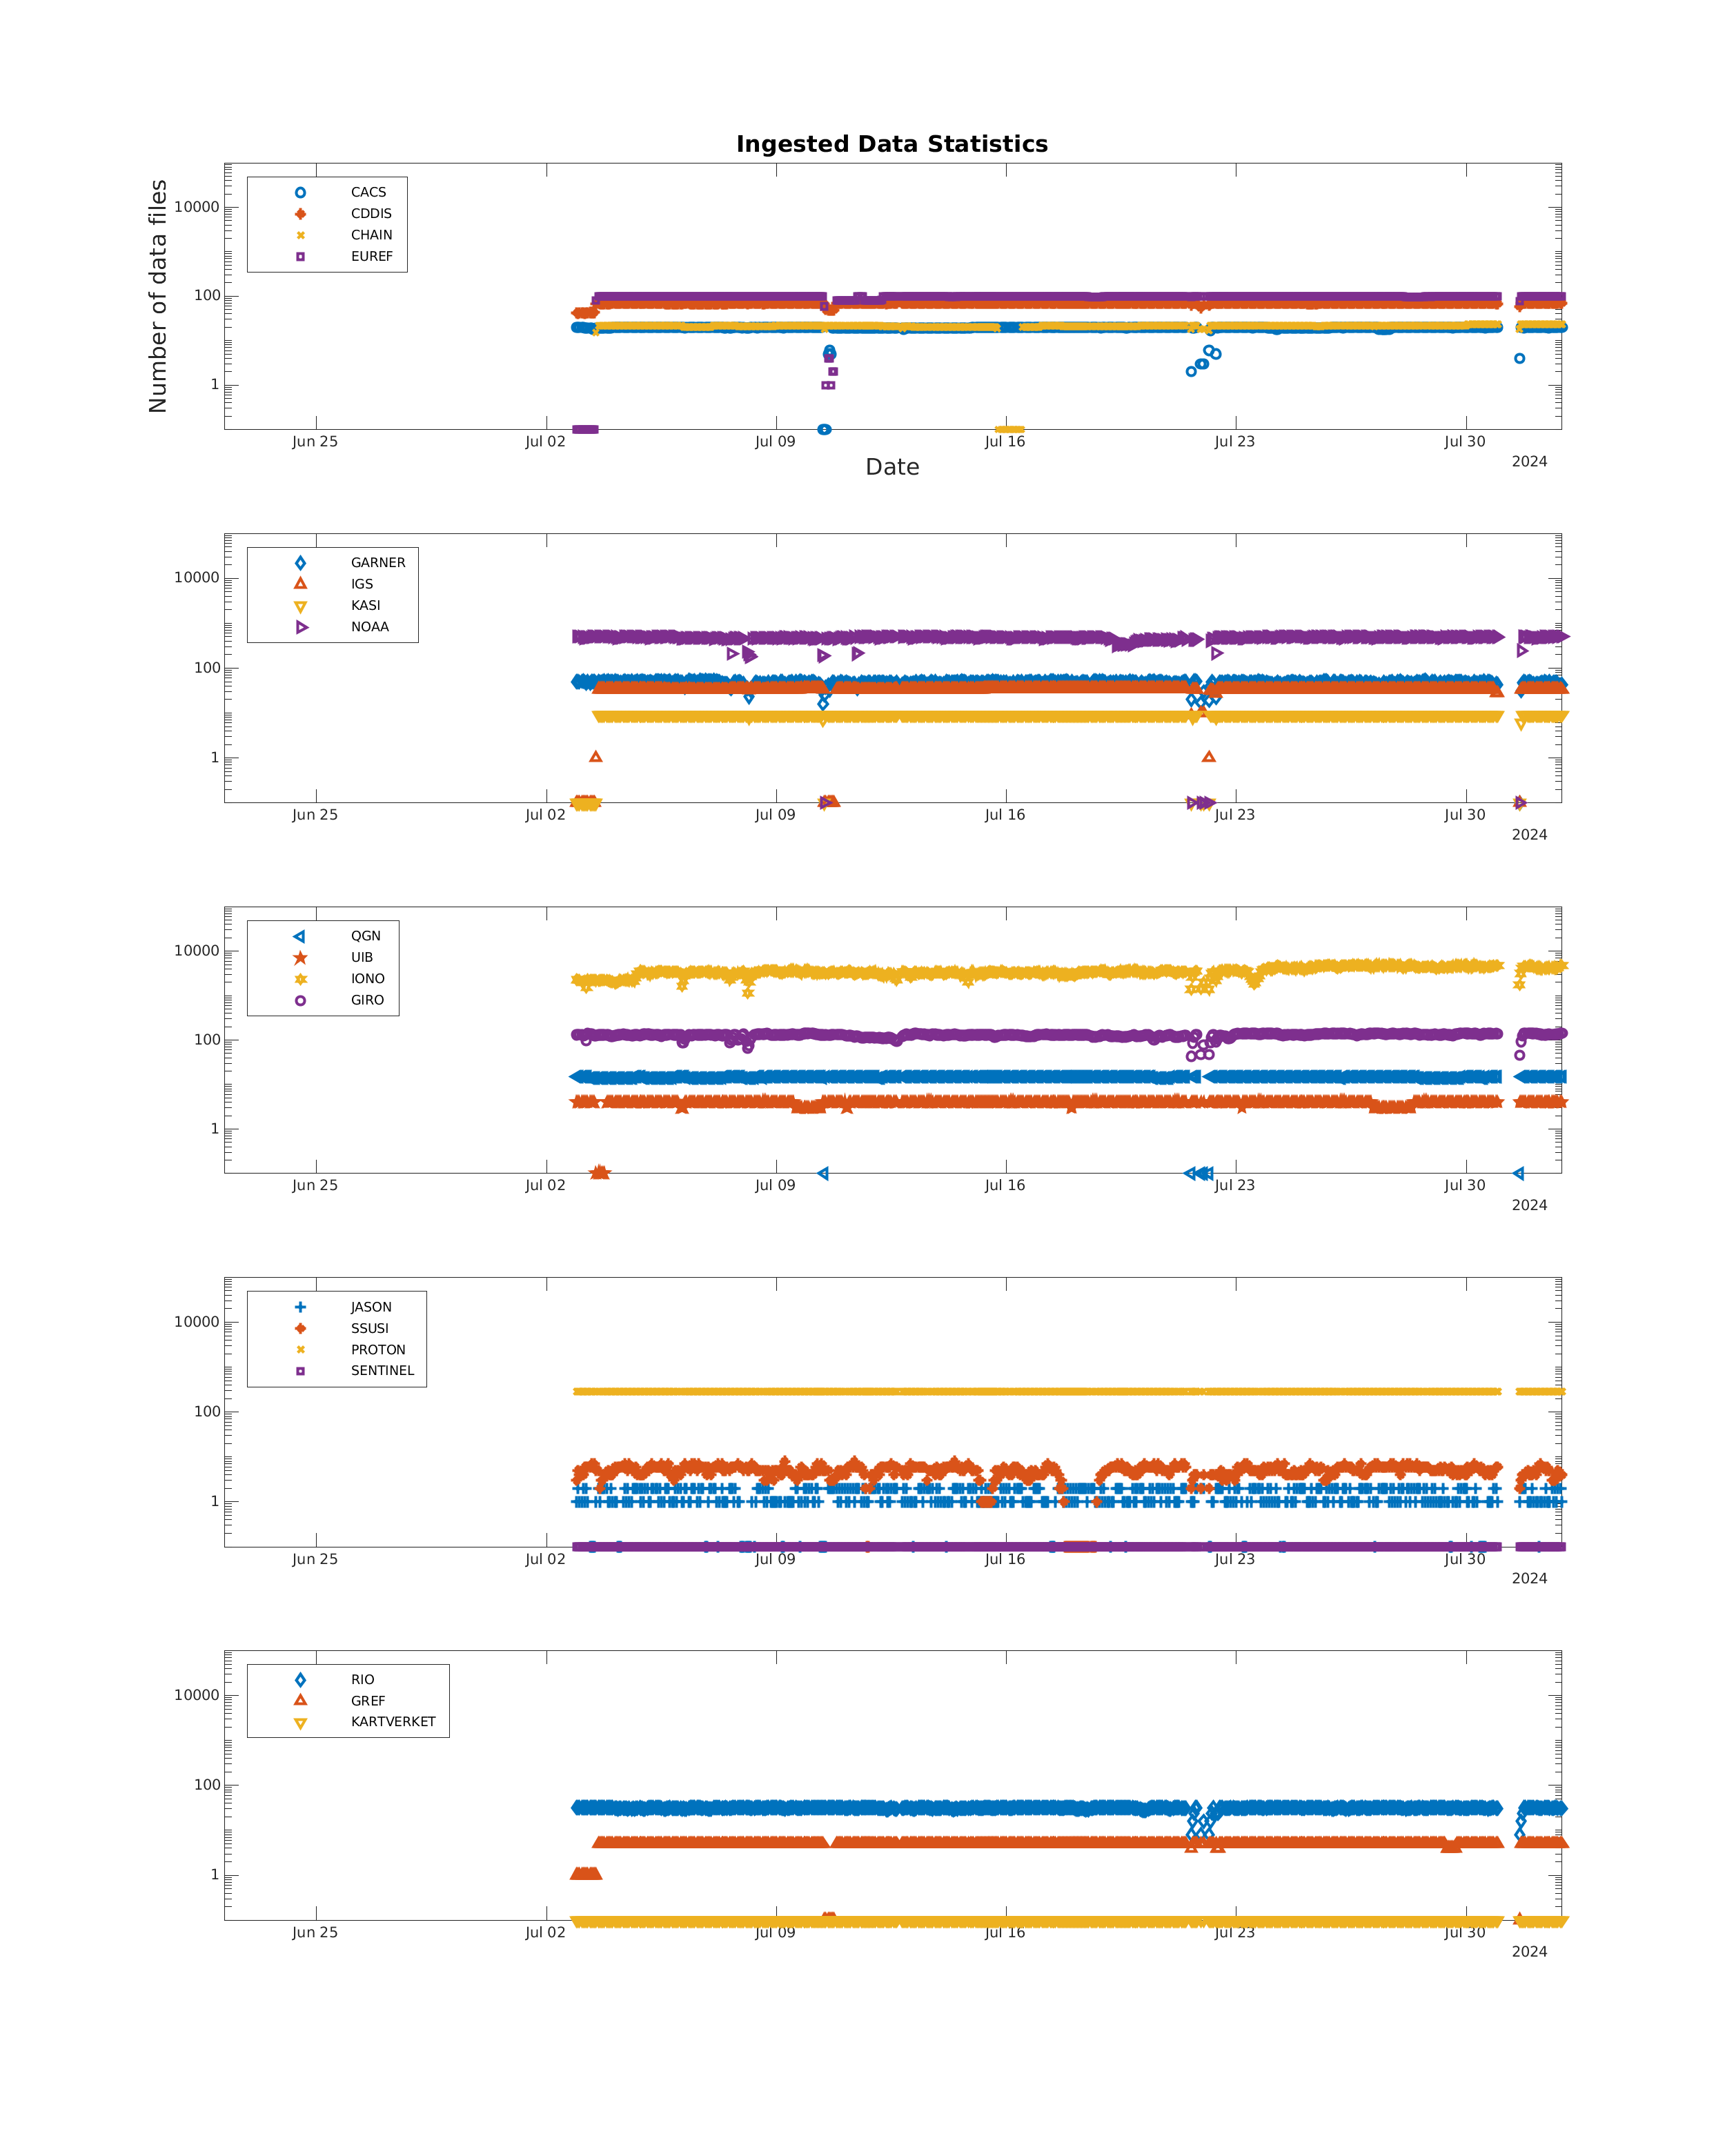 Ingested Data Statistics
Number of data files
10000
100
1
CACS
CDDIS
CHAIN
EUREF
Jun 25
Jul 02
Jul 09
Jul 16
Jul 23
Jul 30
2024
Date
10000
100
1
GARNER
IGS
KASI
NOAA
Jun 25
Jul 02
Jul 09
Jul 16
Jul 23
Jul 30
2024
10000
100
1
QGN
UIB
IONO
GIRO
Jun 25
Jul 02
Jul 09
Jul 16
Jul 23
Jul 30
2024
10000
100
1
JASON
SSUSI
PROTON
SENTINEL
Jun 25
Jul 02
Jul 09
Jul 16
Jul 23
Jul 30
2024
10000
100
1
RIO
GREF
KARTVERKET
Jun 25
Jul 02
Jul 09
Jul 16
Jul 23
Jul 30
2024